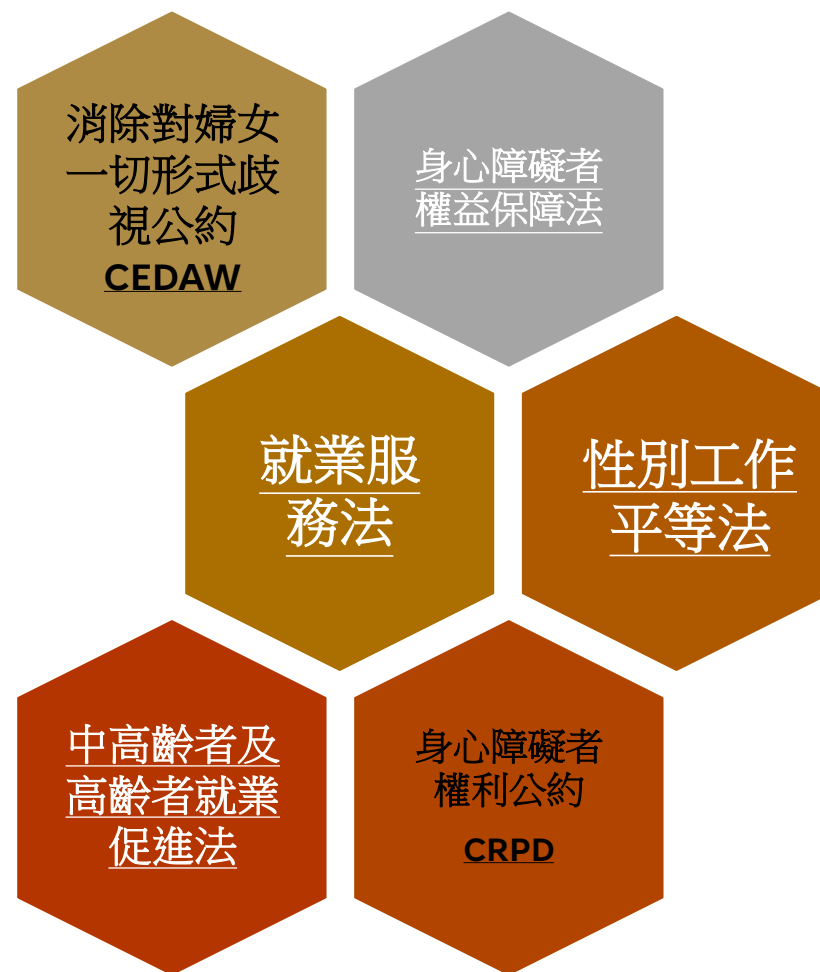 消除對婦女
一切形式歧
視公約
CEDAW
身心障礙者
權益保障法
就業服
務法
性別工作
平等法
中高齡者及
高齡者就業
促進法
身心障礙者
權利公約
CRPD